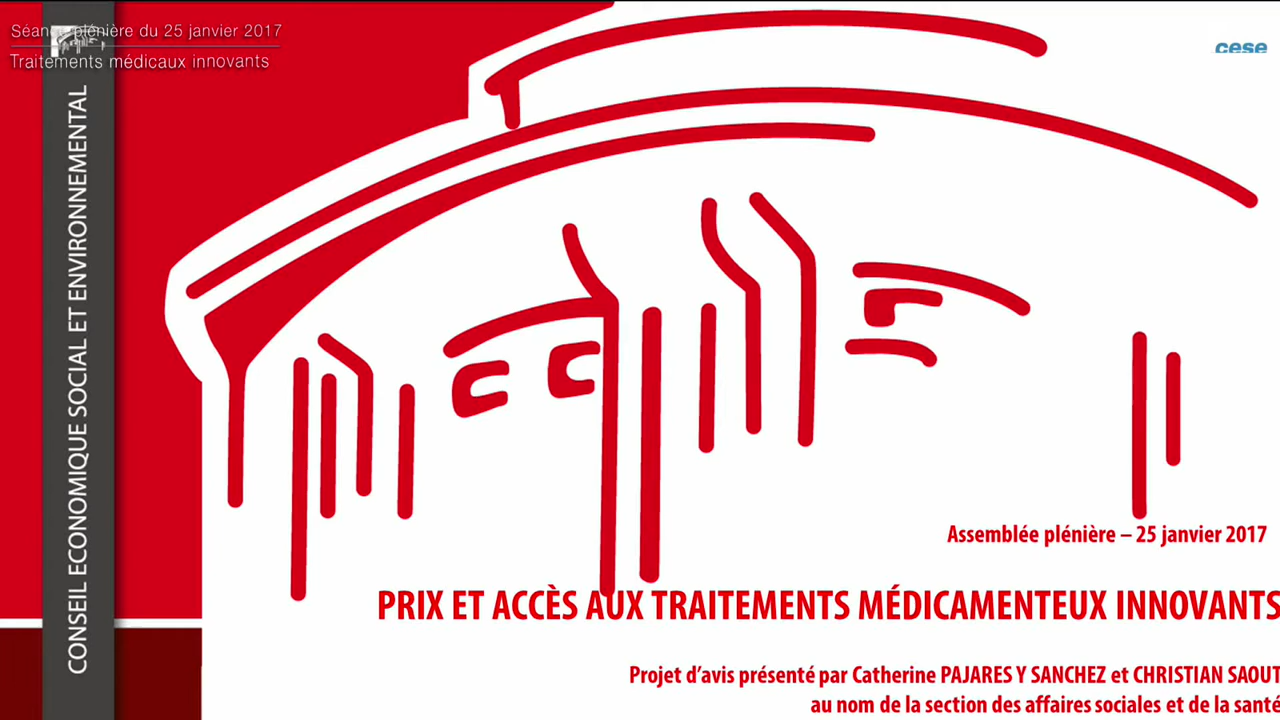 Séance plénière du 25 janvier 2017
Traitements médicaux innovants
cese
CONSEIL ECONOMIQUE SOCIAL ET ENVIRONNEMENTAL
Assemblée plénière – 25 janvier 2017
PRIX ET ACCÈS AUX TRAITEMENTS MÉDICAMENTEUX INNOVANTS
Projet d'avis présenté par Catherine PAJARES Y SANCHEZ et CHRISTIAN SAOUT
au nom de la section des affaires sociales et de la santé